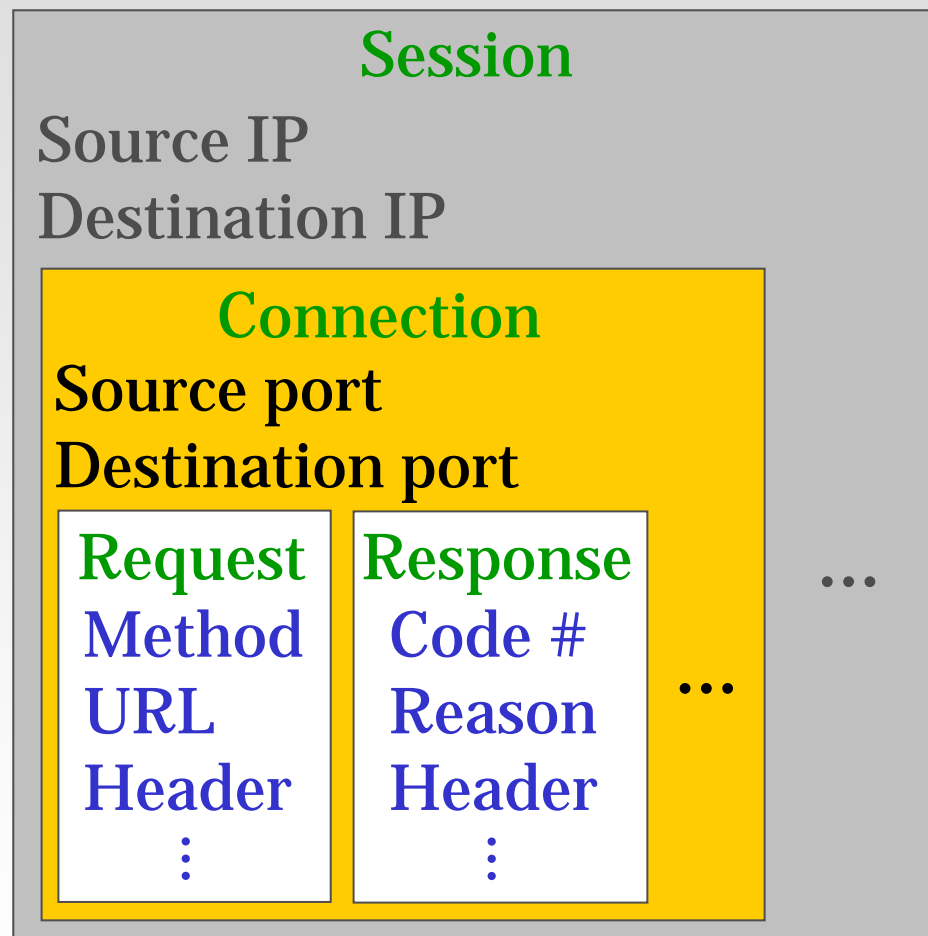 Session
Source IP
Destination IP
Connection
Source port
Destination port
Request
Method
URL
Header
⋮
Response
Code #
Reason
Header
⋮
...
...